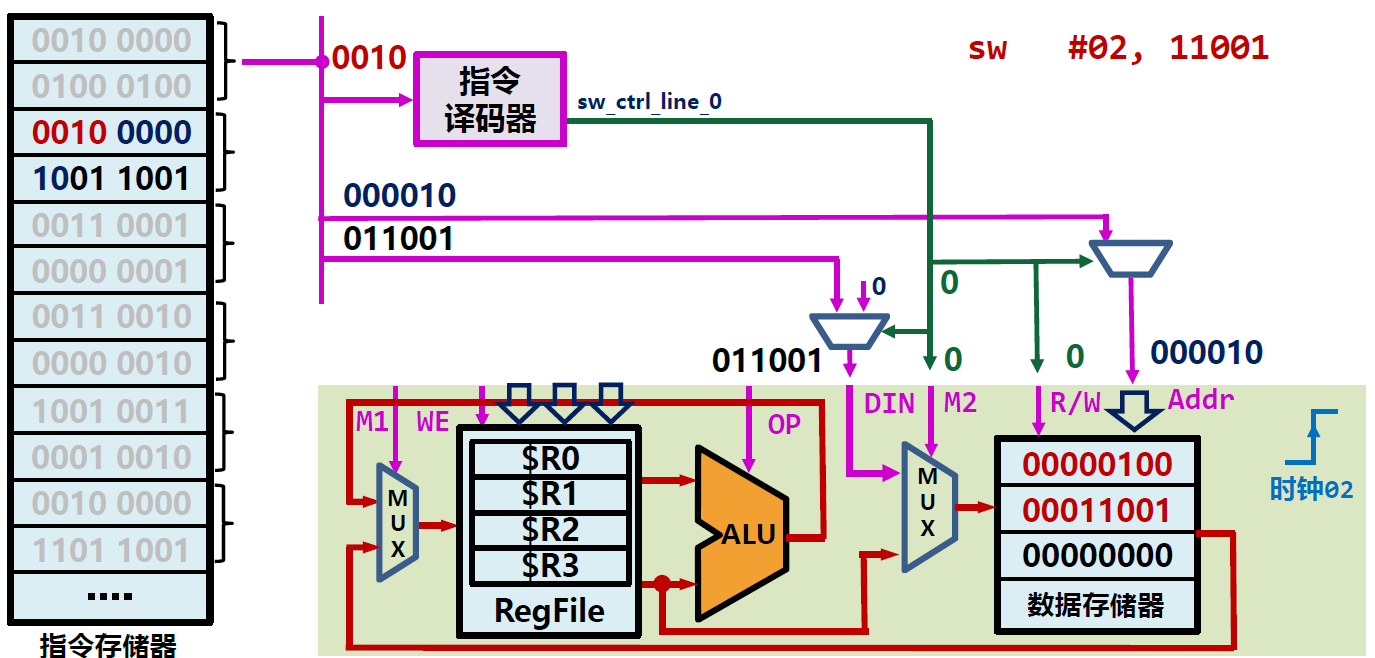 0010 0000
0100 0100
0010 0000
1001 1001
0011 0001
0000 0001
0011 0010
0000 0010
1001 0011
0001 0010
0010 0000
1101 1001
....
指令存储器
0010
指令
译码器
sw_ctrl_line_0
sw #02, 11001
000010
011001
0
0
011001
0
0
000010
M1
WE
OP
DIN
M2
R/W
Addr
MUX
$R0
$R1
$R2
$R3
RegFile
ALU
MUX
00000100
00011001
00000000
数据存储器
时钟02